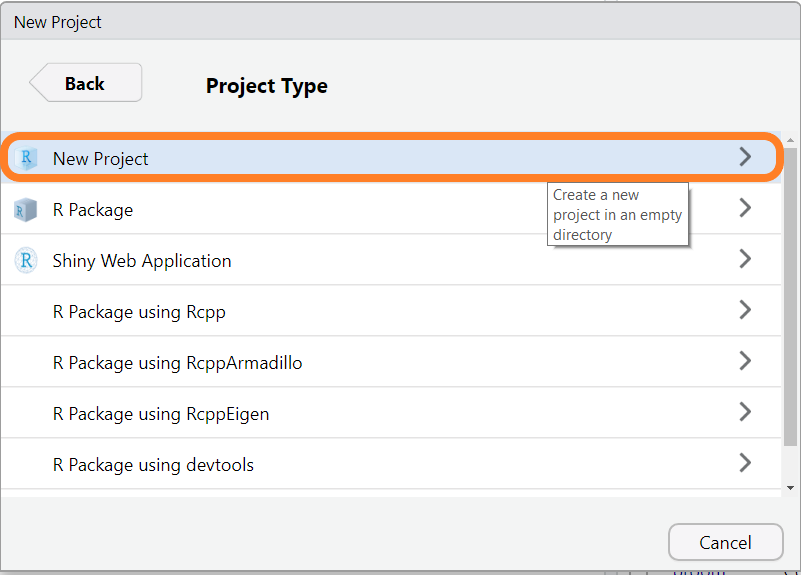 New Project
Back
Project Type
R New Project
Create a new
project in an empty
directory
R R Package
R Shiny Web Application
R Package using Rcpp
R Package using RcppArmadillo
R Package using RcppEigen
R Package using devtools
Cancel